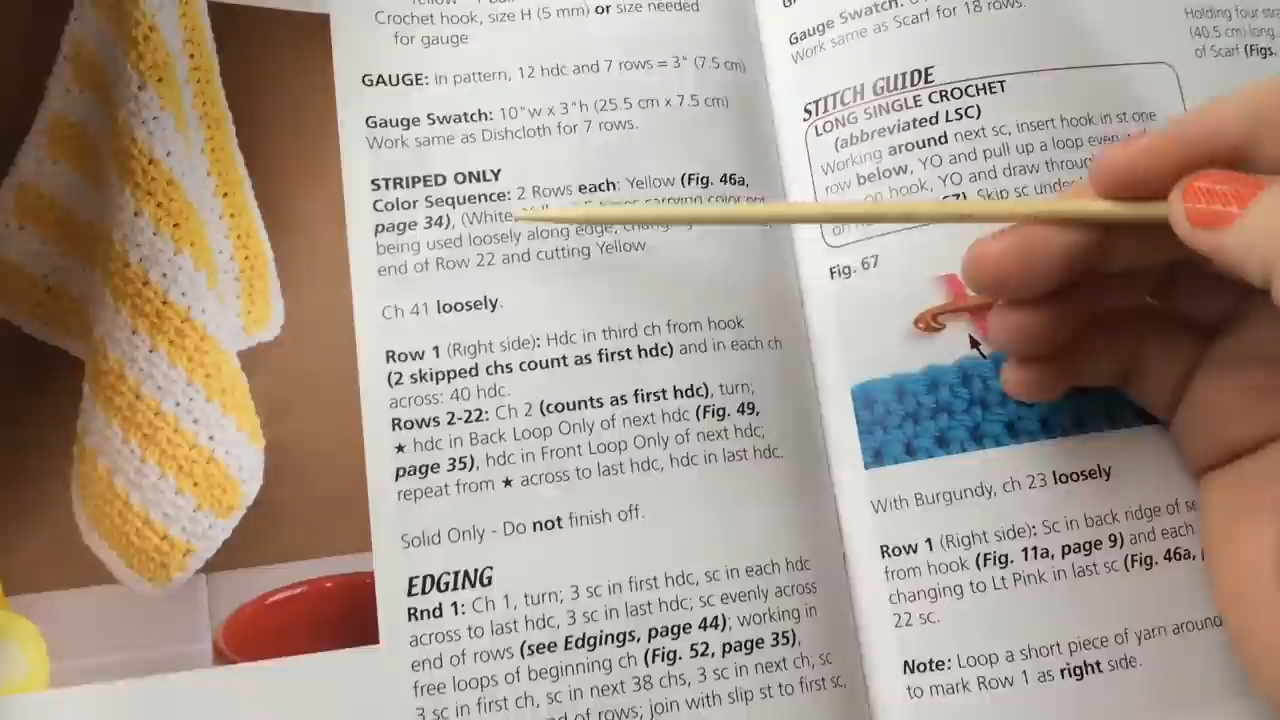 Crochet hook, size H (5 mm) or size needed
for gauge
GAUGE: In pattern, 12 hdc and 7 rows = 3" (7.5 cm)
Gauge Swatch: 10"w x 3"h (25.5 cm x 7.5 cm)
Work same as Dishcloth for 7 rows.
STRIPED ONLY
Color Sequence: 2 Rows each: Yellow (Fig. 46a,
page 34), (White,
being used loosely along edge,
end of Row 22 and cutting Yellow
Ch 41 loosely.
Row 1 (Right side): Hdc in third ch from hook
(2 skipped chs count as first hdc) and in each ch
across: 40 hdc.
Rows 2-22: Ch 2 (counts as first hdc), turn;
★ hdc in Back Loop Only of next hdc (Fig. 49,
page 35), hdc in Front Loop Only of next hdc;
repeat from ★ across to last hdc, hdc in last hdc.
Solid Only - Do not finish off.
EDGING
Rnd 1: Ch 1, turn; 3 sc in first hdc, sc in each hdc
across to last hdc, 3 sc in last hdc; sc evenly across
end of rows (see Edgings, page 44); working in
free loops of beginning ch (Fig. 52, page 35),
3 sc in first ch, sc in next 38 chs, 3 sc in next ch; sc
end of rows; join with slip st to first sc,
Gauge Swatch:
Work same as Scarf for 18 rows.
STITCH GUIDE
LONG SINGLE CROCHET
(abbreviated LSC)
Working around next sc, insert hook in st one
row below, YO and pull up a loop even
on hook, YO and draw through
Skip sc under
Fig. 67
With Burgundy, ch 23 loosely
Row 1 (Right side): Sc in back ridge of
from hook (Fig. 11a, page 9) and each
changing to Lt Pink in last sc (Fig. 46a,
22 sc.
Note: Loop a short piece of yarn around
to mark Row 1 as right side.
Holding four
(40.5 cm) long
of Scarf (Figs.